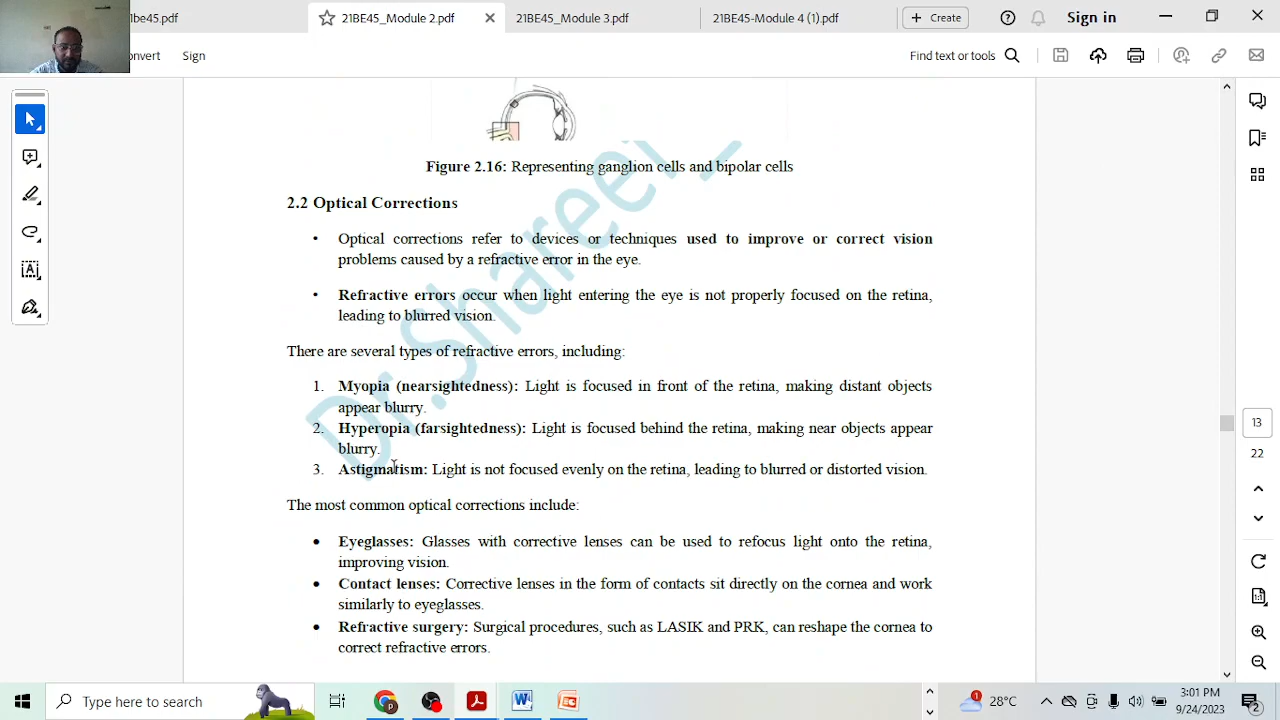 be45.pdf
21BE45_Module 2.pdf
21BE45_Module 3.pdf
21BE45-Module 4 (1).pdf
Create
Sign in
nvert
Sign
Find text or tools
Figure 2.16: Representing ganglion cells and bipolar cells
2.2 Optical Corrections
• Optical corrections refer to devices or techniques used to improve or correct vision
problems caused by a refractive error in the eye.
• Refractive errors occur when light entering the eye is not properly focused on the retina,
leading to blurred vision.
There are several types of refractive errors, including:
1. Myopia (nearsightedness): Light is focused in front of the retina, making distant objects
appear blurry.
2. Hyperopia (farsightedness): Light is focused behind the retina, making near objects appear
blurry.
3. Astigmatism: Light is not focused evenly on the retina, leading to blurred or distorted vision.
The most common optical corrections include:
• Eyeglasses: Glasses with corrective lenses can be used to refocus light onto the retina,
improving vision.
• Contact lenses: Corrective lenses in the form of contacts sit directly on the cornea and work
similarly to eyeglasses.
• Refractive surgery: Surgical procedures, such as LASIK and PRK, can reshape the cornea to
correct refractive errors.
13
22
Type here to search
28°C
3:01 PM
9/24/2023
2